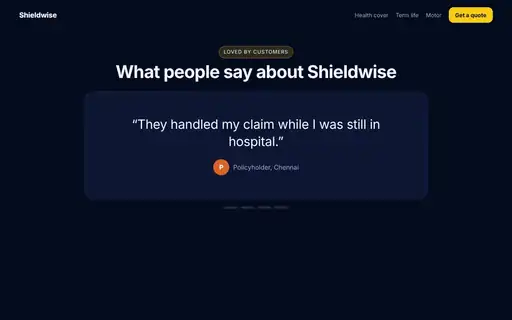 Shieldwise
Health cover
Term life
Motor
Get a quote
LOVED BY CUSTOMERS
What people say about Shieldwise
“They handled my claim while I was still in
hospital.”
P
Policyholder, Chennai